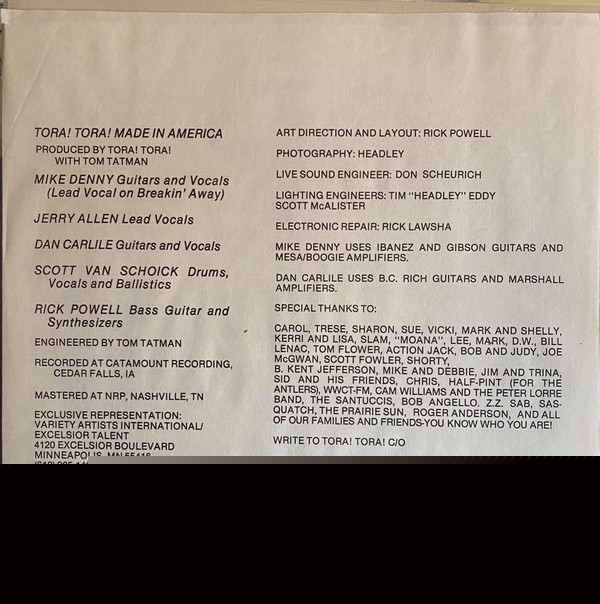 TORA! TORA! MADE IN AMERICA
PRODUCED BY TORA! TORA!
WITH TOM TATMAN
MIKE DENNY Guitars and Vocals
(Lead Vocal on Breakin' Away)
JERRY ALLEN Lead Vocals
DAN CARLILE Guitars and Vocals
SCOTT VAN SCHOICK Drums,
Vocals and Ballistics
RICK POWELL Bass Guitar and
Synthesizers
ENGINEERED BY TOM TATMAN
RECORDED AT CATAMOUNT RECORDING,
CEDAR FALLS, IA
MASTERED AT NRP, NASHVILLE, TN
EXCLUSIVE REPRESENTATION:
VARIETY ARTISTS INTERNATIONAL/
EXCELSIOR TALENT
4120 EXCELSIOR BOULEVARD
MINNEAPOLIS, MN
ART DIRECTION AND LAYOUT: RICK POWELL
PHOTOGRAPHY: HEADLEY
LIVE SOUND ENGINEER: DON SCHEURICH
LIGHTING ENGINEERS: TIM "HEADLEY" EDDY
SCOTT McALISTER
ELECTRONIC REPAIR: RICK LAWSHA
MIKE DENNY USES IBANEZ AND GIBSON GUITARS AND
MESA/BOOGIE AMPLIFIERS.
DAN CARLILE USES B.C. RICH GUITARS AND MARSHALL
AMPLIFIERS.
SPECIAL THANKS TO:
CAROL, TRESE, SHARON, SUE, VICKI, MARK AND SHELLY,
KERRI AND LISA, SLAM, "MOANA", LEE, MARK, D.W., BILL
LENAC, TOM FLOWER, ACTION JACK, BOB AND JUDY, JOE
McGWAN, SCOTT FOWLER, SHORTY,
B. KENT JEFFERSON, MIKE AND DEBBIE, JIM AND TRINA,
SID AND HIS FRIENDS, CHRIS, HALF-PINT (FOR THE
ANTLERS), WWCT-FM, CAM WILLIAMS AND THE PETER LORRE
BAND, THE SANTUCCIS, BOB ANGELLO, Z.Z. SAB, SAS-
QUATCH, THE PRAIRIE SUN, ROGER ANDERSON, AND ALL
OF OUR FAMILIES AND FRIENDS-YOU KNOW WHO YOU ARE!
WRITE TO TORA! TORA! C/O